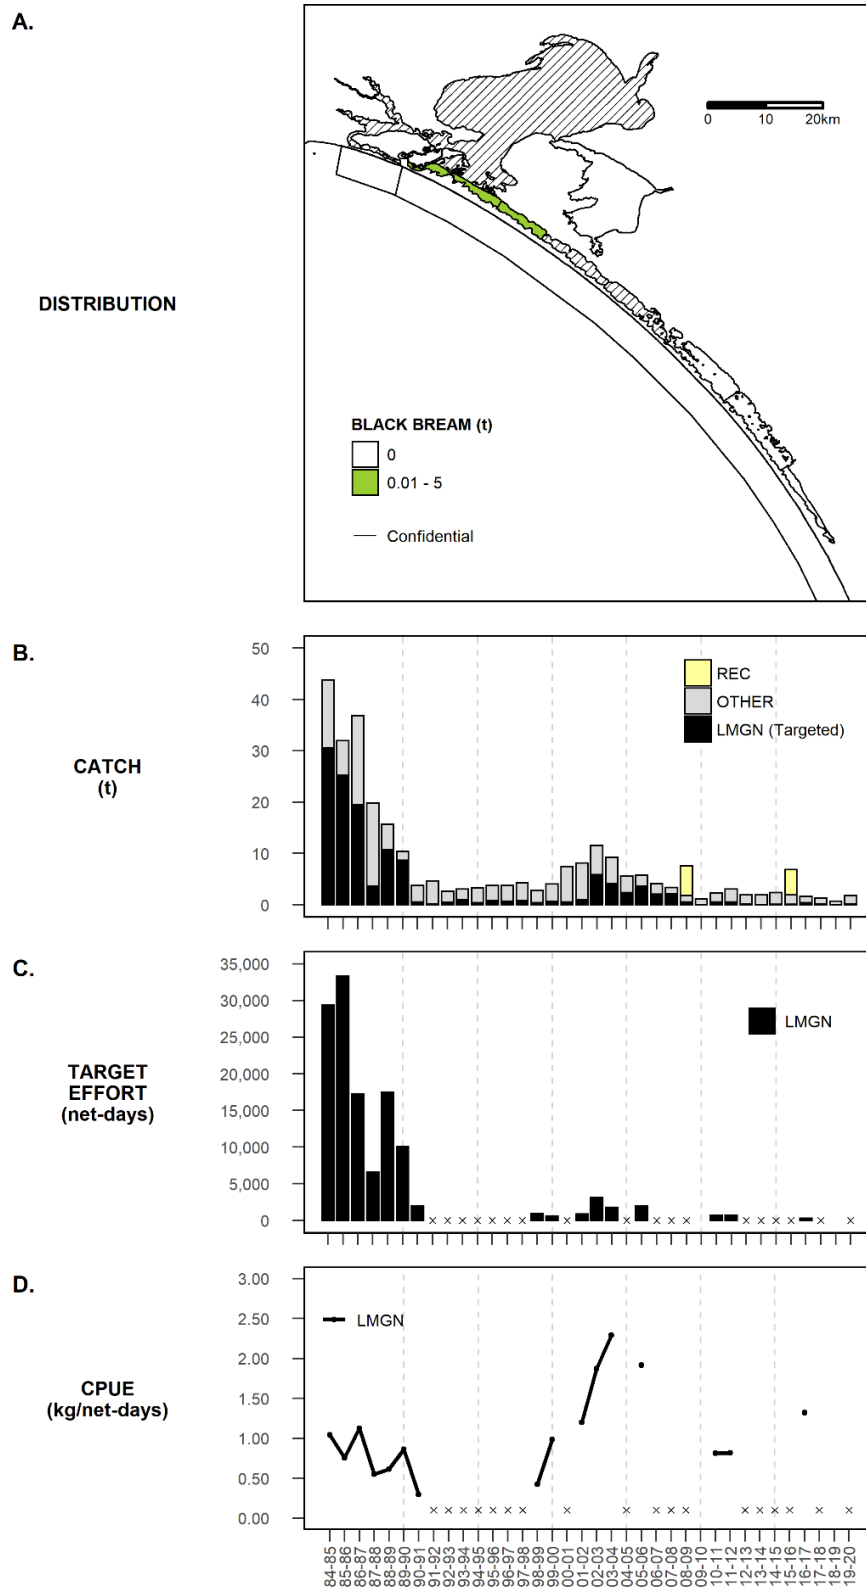 A.
0 10 20km
DISTRIBUTION
BLACK BREAM (t)
0
0.01 - 5
Confidential
B.
50
40
30
20
10
0
CATCH
(t)
REC
OTHER
LMGN (Targeted)
C.
35,000
30,000
25,000
20,000
15,000
10,000
5,000
0
TARGET
EFFORT
(net-days)
LMGN
D.
3.00
2.50
2.00
1.50
1.00
0.50
0.00
CPUE
(kg/net-days)
LMGN
84-85
85-86
86-87
87-88
88-89
89-90
90-91
91-92
92-93
93-94
94-95
95-96
96-97
97-98
98-99
99-00
00-01
01-02
02-03
03-04
04-05
05-06
06-07
07-08
08-09
09-10
10-11
11-12
12-13
13-14
14-15
15-16
16-17
17-18
18-19
19-20